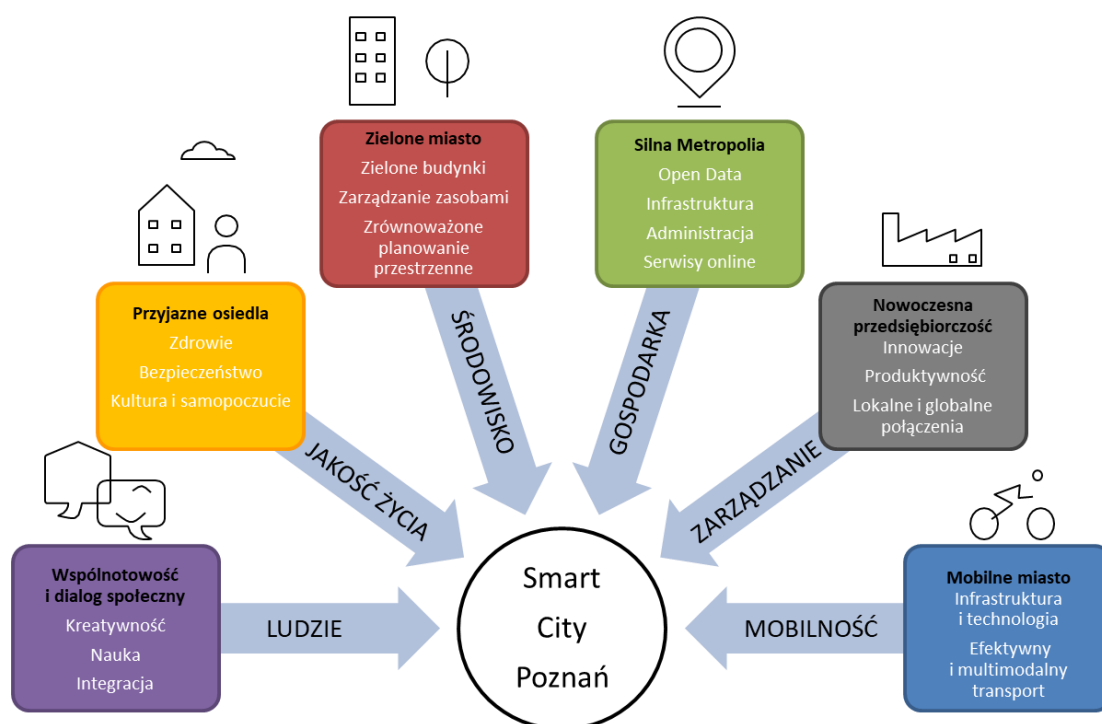 Zielone miasto
Zielone budynki
Zarządzanie zasobami
Zrównoważone
planowanie
przestrzenne
Silna Metropolia
Open Data
Infrastruktura
Administracja
Serwisy online
Przyjazne osiedla
Zdrowie
Bezpieczeństwo
Kultura i samopoczucie
Nowoczesna
przedsiębiorczość
Innowacje
Produktywność
Lokalne i globalne
połączenia
ŚRODOWISKO
GOSPODARKA
JAKOŚĆ ŻYCIA
ZARZĄDZANIE
Wspólnotowość
i dialog społeczny
Kreatywność
Nauka
Integracja
LUDZIE
Smart
City
Poznań
MOBILNOŚĆ
Mobilne miasto
Infrastruktura
i technologia
Efektywny
i multimodalny
transport